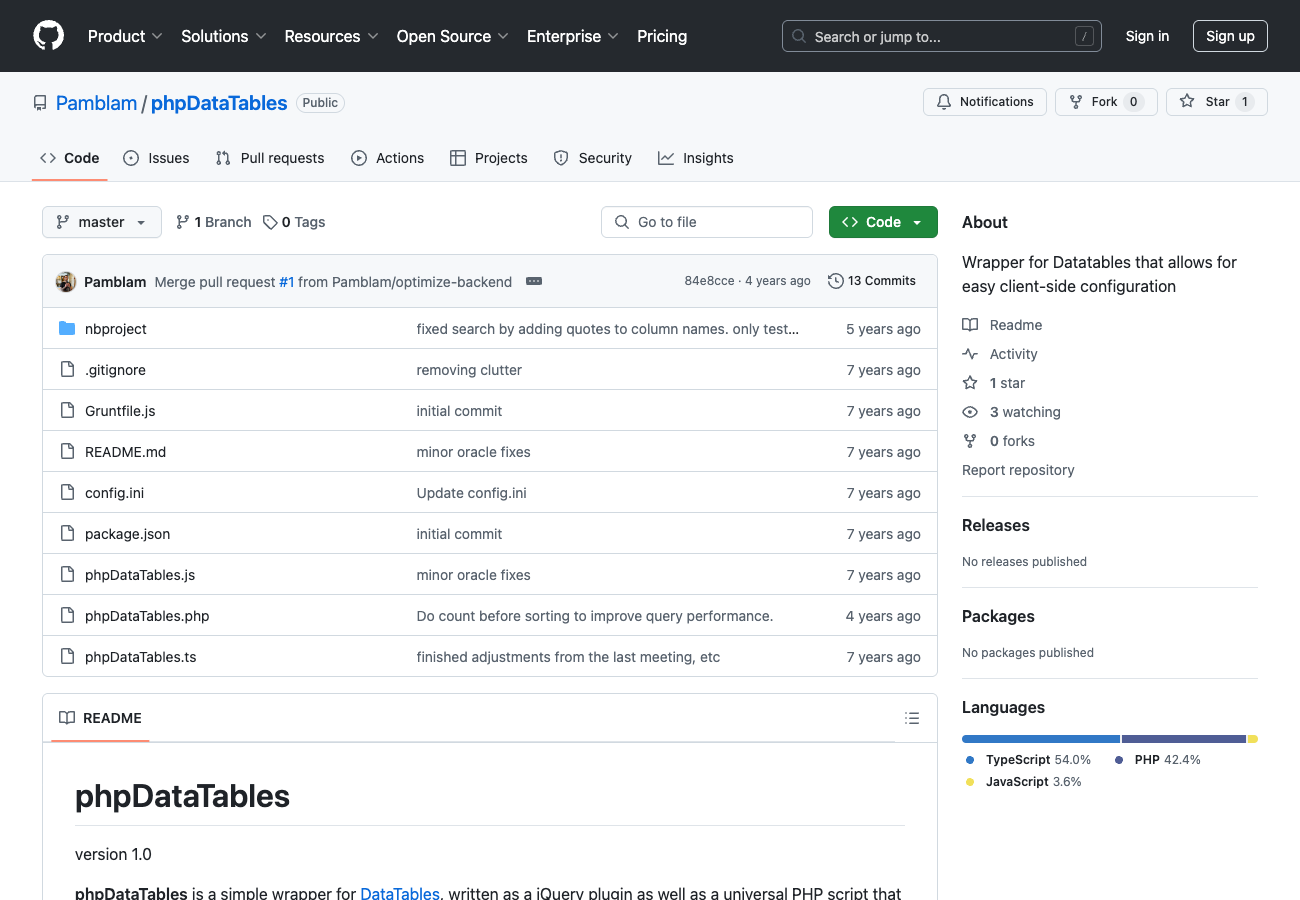 Product Solutions Resources Open Source Enterprise Pricing Search or jump to... / Sign in Sign up
Pamblam / phpDataTables Public Notifications Fork 0 Star 1
Code Issues Pull requests Actions Projects Security Insights
master 1 Branch 0 Tags Go to file Code
Pamblam Merge pull request #1 from Pamblam/optimize-backend 84e8cce · 4 years ago 13 Commits
nbproject fixed search by adding quotes to column names. only test... 5 years ago
.gitignore removing clutter 7 years ago
Gruntfile.js initial commit 7 years ago
README.md minor oracle fixes 7 years ago
config.ini Update config.ini 7 years ago
package.json initial commit 7 years ago
phpDataTables.js minor oracle fixes 7 years ago
phpDataTables.php Do count before sorting to improve query performance. 4 years ago
phpDataTables.ts finished adjustments from the last meeting, etc 7 years ago
README
phpDataTables
version 1.0
phpDataTables is a simple wrapper for DataTables, written as a jQuery plugin as well as a universal PHP script that
About
Wrapper for Datatables that allows for
easy client-side configuration
Readme
Activity
1 star
3 watching
0 forks
Report repository
Releases
No releases published
Packages
No packages published
Languages
TypeScript 54.0% PHP 42.4%
JavaScript 3.6%